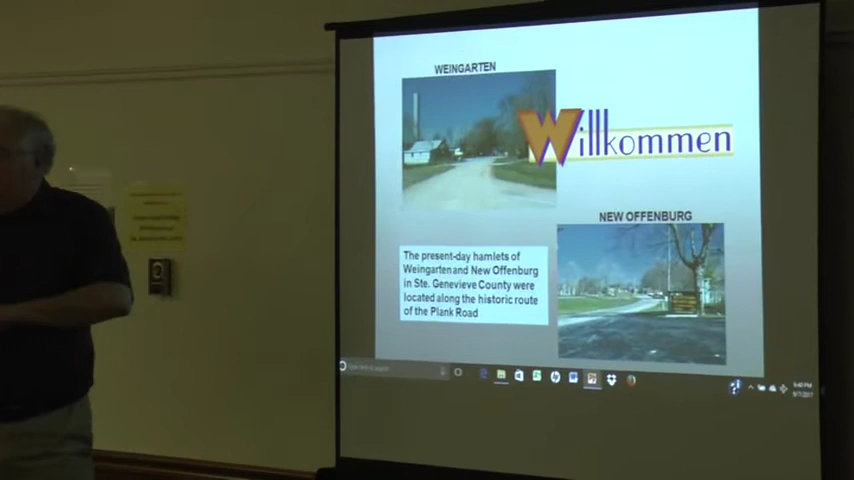 WEINGARTEN
Willkommen
NEW OFFENBURG
The present-day hamlets of
Weingarten and New Offenburg
in Ste. Genevieve County were
located along the historic route
of the Plank Road